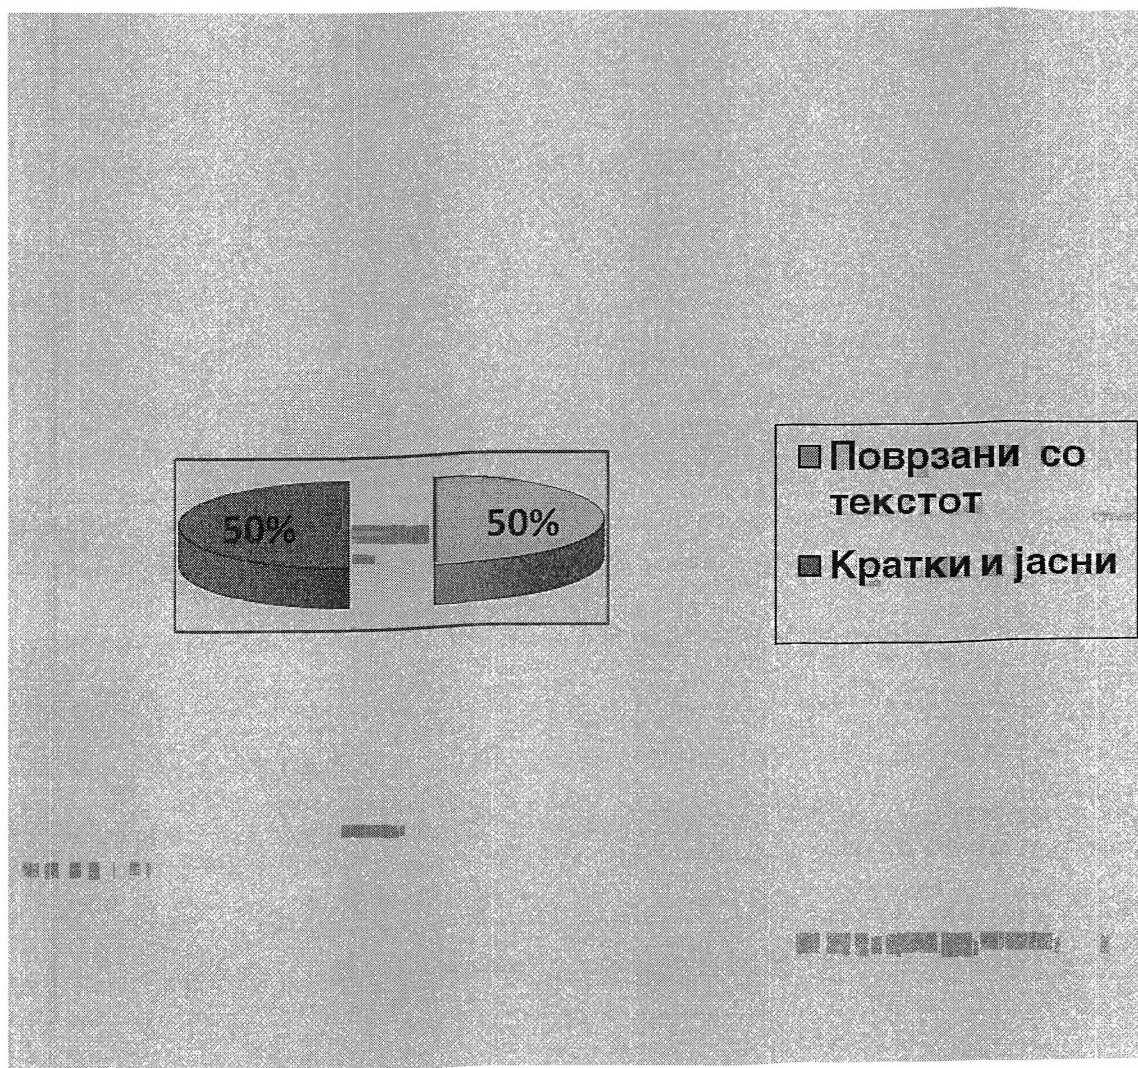 50%
50%
Поврзани со
текстот
Кратки и јасни